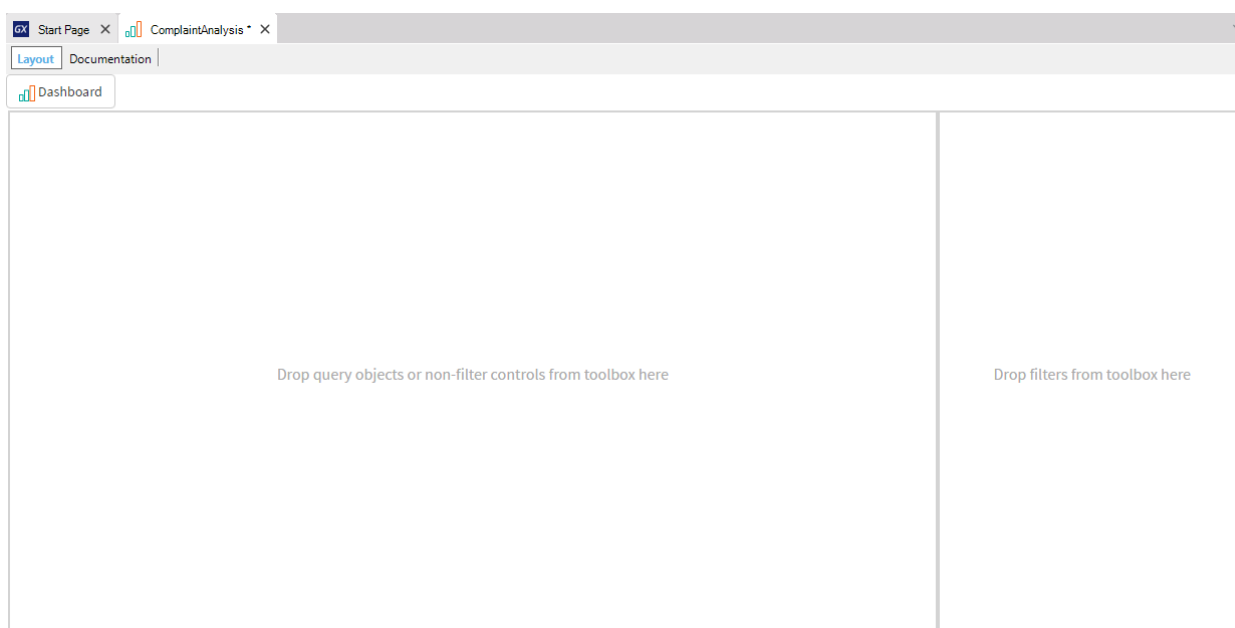 GX Start Page ComplaintAnalysis *
Layout Documentation
Dashboard
Drop query objects or non-filter controls from toolbox here
Drop filters from toolbox here